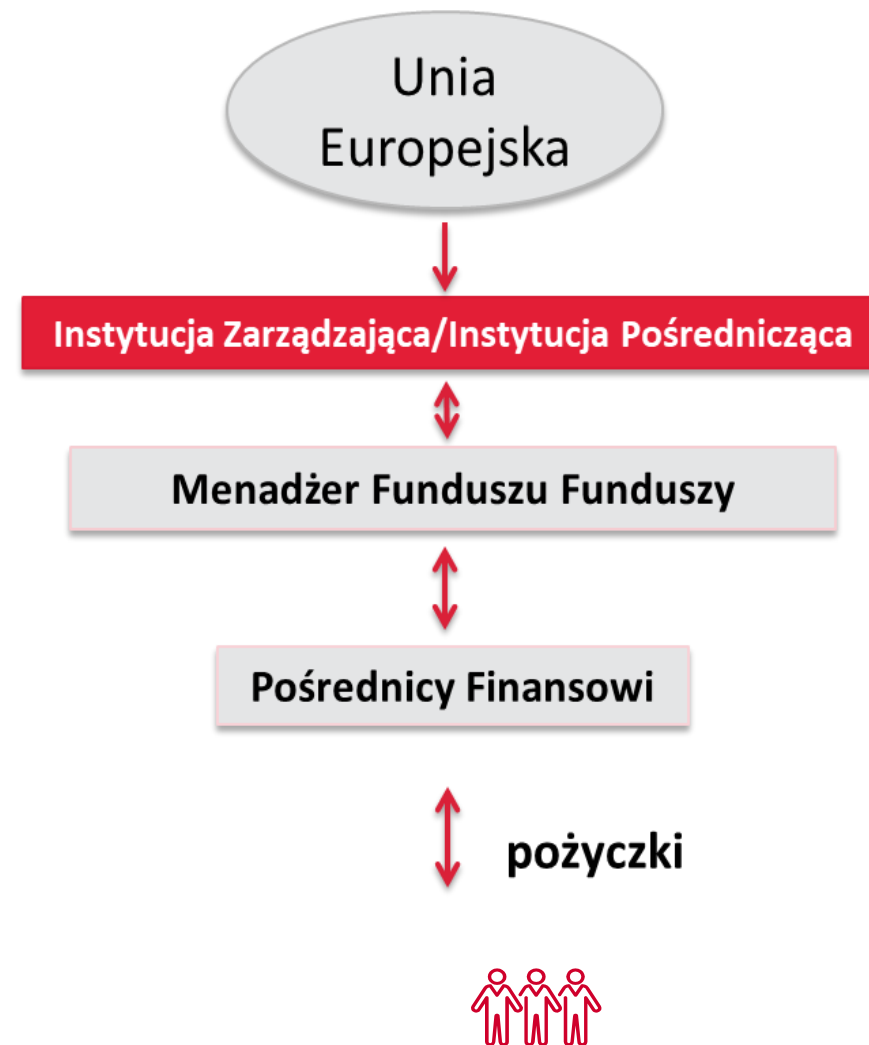 Unia
Europejska
Instytucja Zarządzająca/Instytucja Pośrednicząca
Menadżer Funduszu Funduszy
Pośrednicy Finansowi
pożyczki